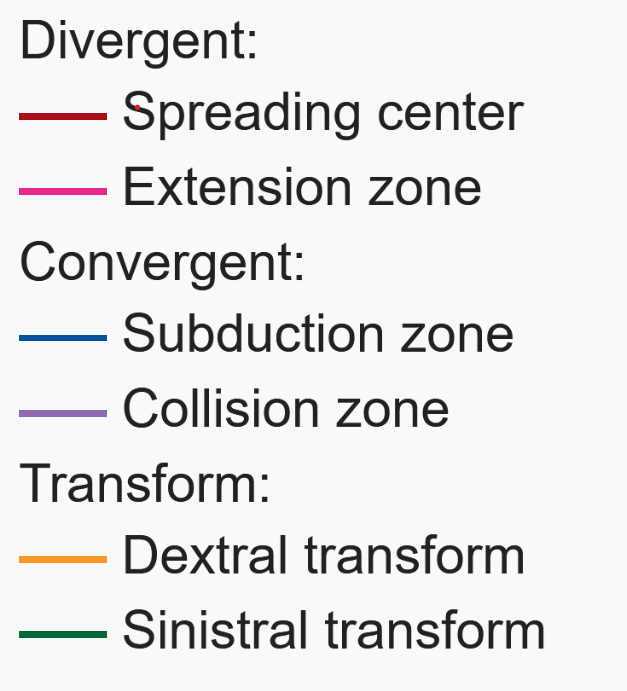 Divergent:
Spreading center
Extension zone
Convergent:
Subduction zone
Collision zone
Transform:
Dextral transform
Sinistral transform